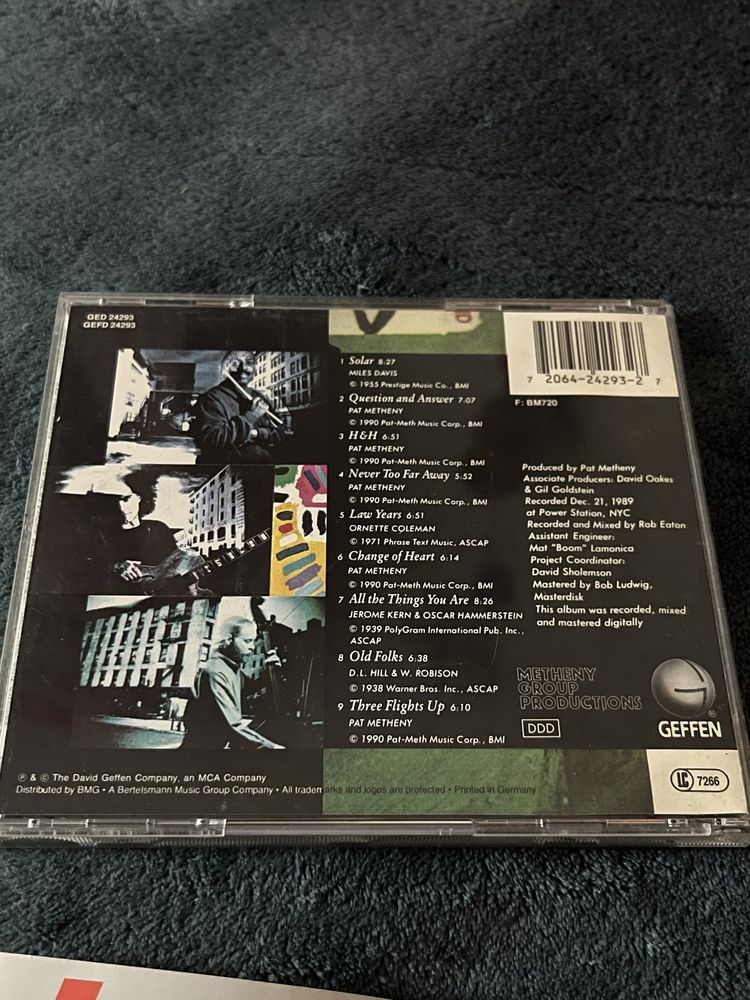 GED 24293
GEFD 24293
1 Solar 8:27
MILES DAVIS
© 1955 Prestige Music Co., BMI
2 Question and Answer 7:07
PAT METHENY
© 1990 Pat-Meth Music Corp., BMI
3 H&H 6:51
PAT METHENY
© 1990 Pat-Meth Music Corp., BMI
4 Never Too Far Away 5:52
PAT METHENY
© 1990 Pat-Meth Music Corp., BMI
5 Law Years 6:51
ORNETTE COLEMAN
© 1971 Phrase Text Music, ASCAP
6 Change of Heart 6:14
PAT METHENY
© 1990 Pat-Meth Music Corp., BMI
7 All the Things You Are 8:26
JEROME KERN & OSCAR HAMMERSTEIN
© 1939 PolyGram International Pub. Inc.,
ASCAP
8 Old Folks 6:38
D.L. HILL & W. ROBISON
© 1938 Warner Bros. Inc., ASCAP
9 Three Flights Up 6:10
PAT METHENY
© 1990 Pat-Meth Music Corp., BMI
7 2064-24293-2 7
F: BM720
Produced by Pat Metheny
Associate Producers: David Oakes
& Gil Goldstein
Recorded Dec. 21, 1989
at Power Station, NYC
Recorded and Mixed by Rob Eaton
Assistant Engineer:
Mat "Boom" Lamonica
Project Coordinator:
David Sholemson
Mastered by Bob Ludwig,
Masterdisk
This album was recorded, mixed
and mastered digitally
METHENY
GROUP
PRODUCTIONS
DDD
GEFFEN
®
℗ & © The David Geffen Company, an MCA Company
Distributed by BMG • A Bertelsmann Music Group Company • All trademarks and logos are protected • Printed in Germany
LC 7266